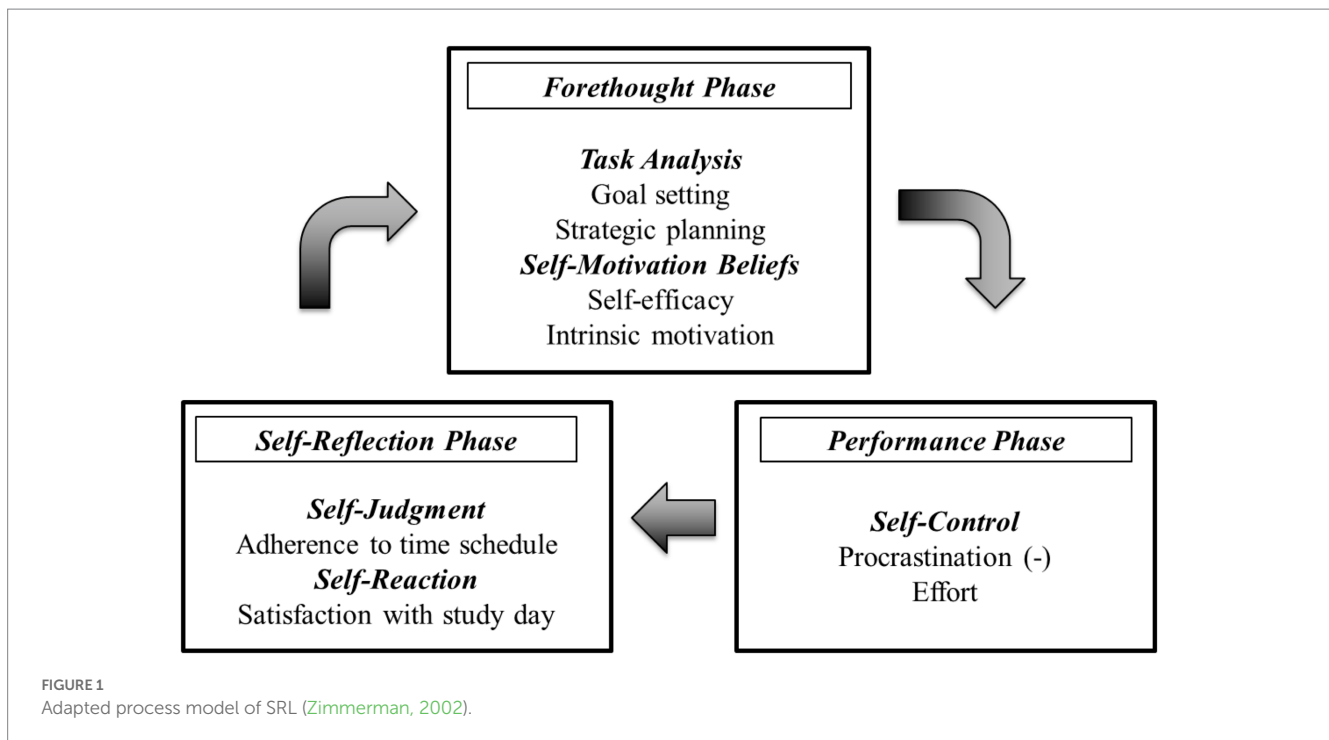 Forethought Phase
Task Analysis
Goal setting
Strategic planning
Self-Motivation Beliefs
Self-efficacy
Intrinsic motivation
Self-Reflection Phase
Self-Judgment
Adherence to time schedule
Self-Reaction
Satisfaction with study day
Performance Phase
Self-Control
Procrastination (-)
Effort
FIGURE 1
Adapted process model of SRL (Zimmerman, 2002).